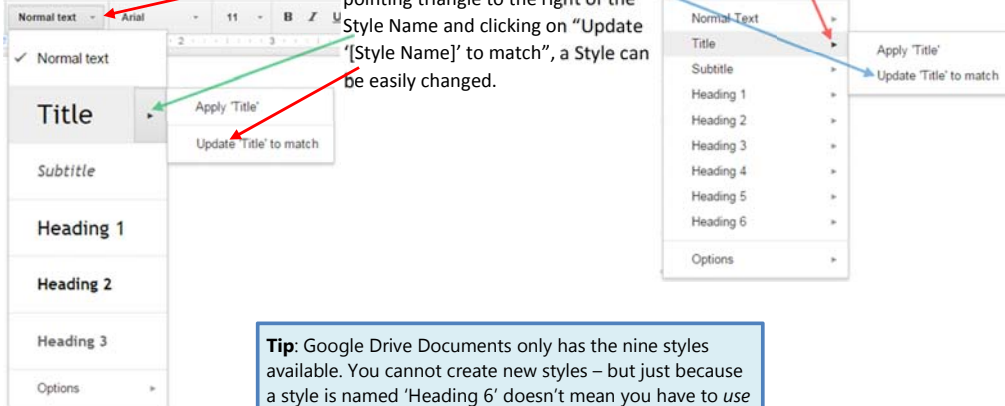 Normal text Arial 11 B I U
2 3
Normal text
Title
Subtitle
Heading 1
Heading 2
Heading 3
Options
Apply 'Title'
Update 'Title' to match
pointing triangle to the right of the
Style Name and clicking on “Update
‘[Style Name]’ to match”, a Style can
be easily changed.
Normal Text
Title
Subtitle
Heading 1
Heading 2
Heading 3
Heading 4
Heading 5
Heading 6
Options
Apply 'Title'
Update 'Title' to match
Tip: Google Drive Documents only has the nine styles
available. You cannot create new styles – but just because
a style is named ‘Heading 6’ doesn’t mean you have to use